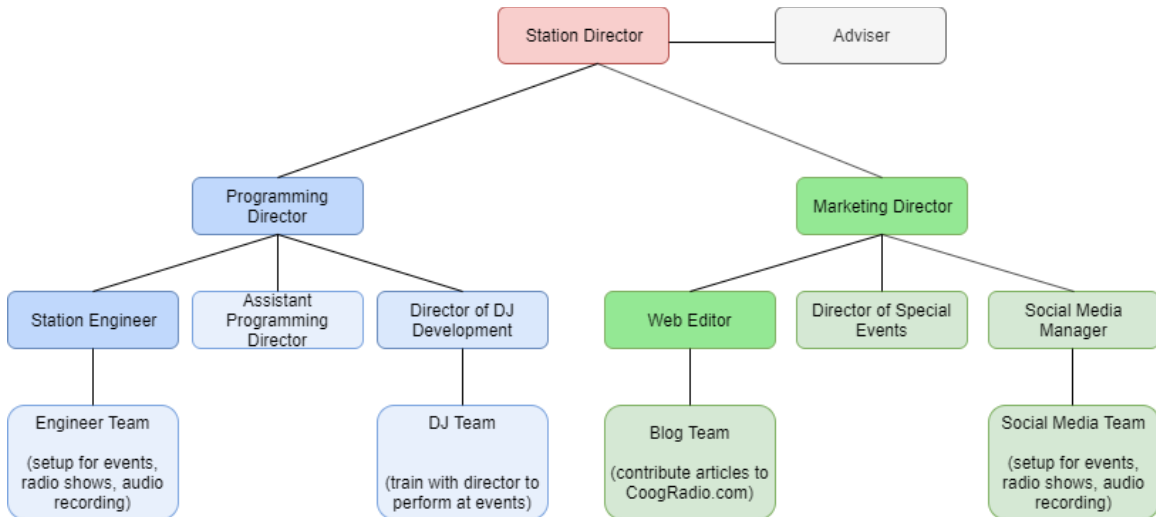 Station Director
Adviser
Programming
Director
Marketing Director
Station Engineer
Assistant
Programming
Director
Director of DJ
Development
Web Editor
Director of Special
Events
Social Media
Manager
Engineer Team
(setup for events,
radio shows, audio
recording)
DJ Team
(train with director to
perform at events)
Blog Team
(contribute articles to
CoogRadio.com)
Social Media Team
(setup for events,
radio shows, audio
recording)